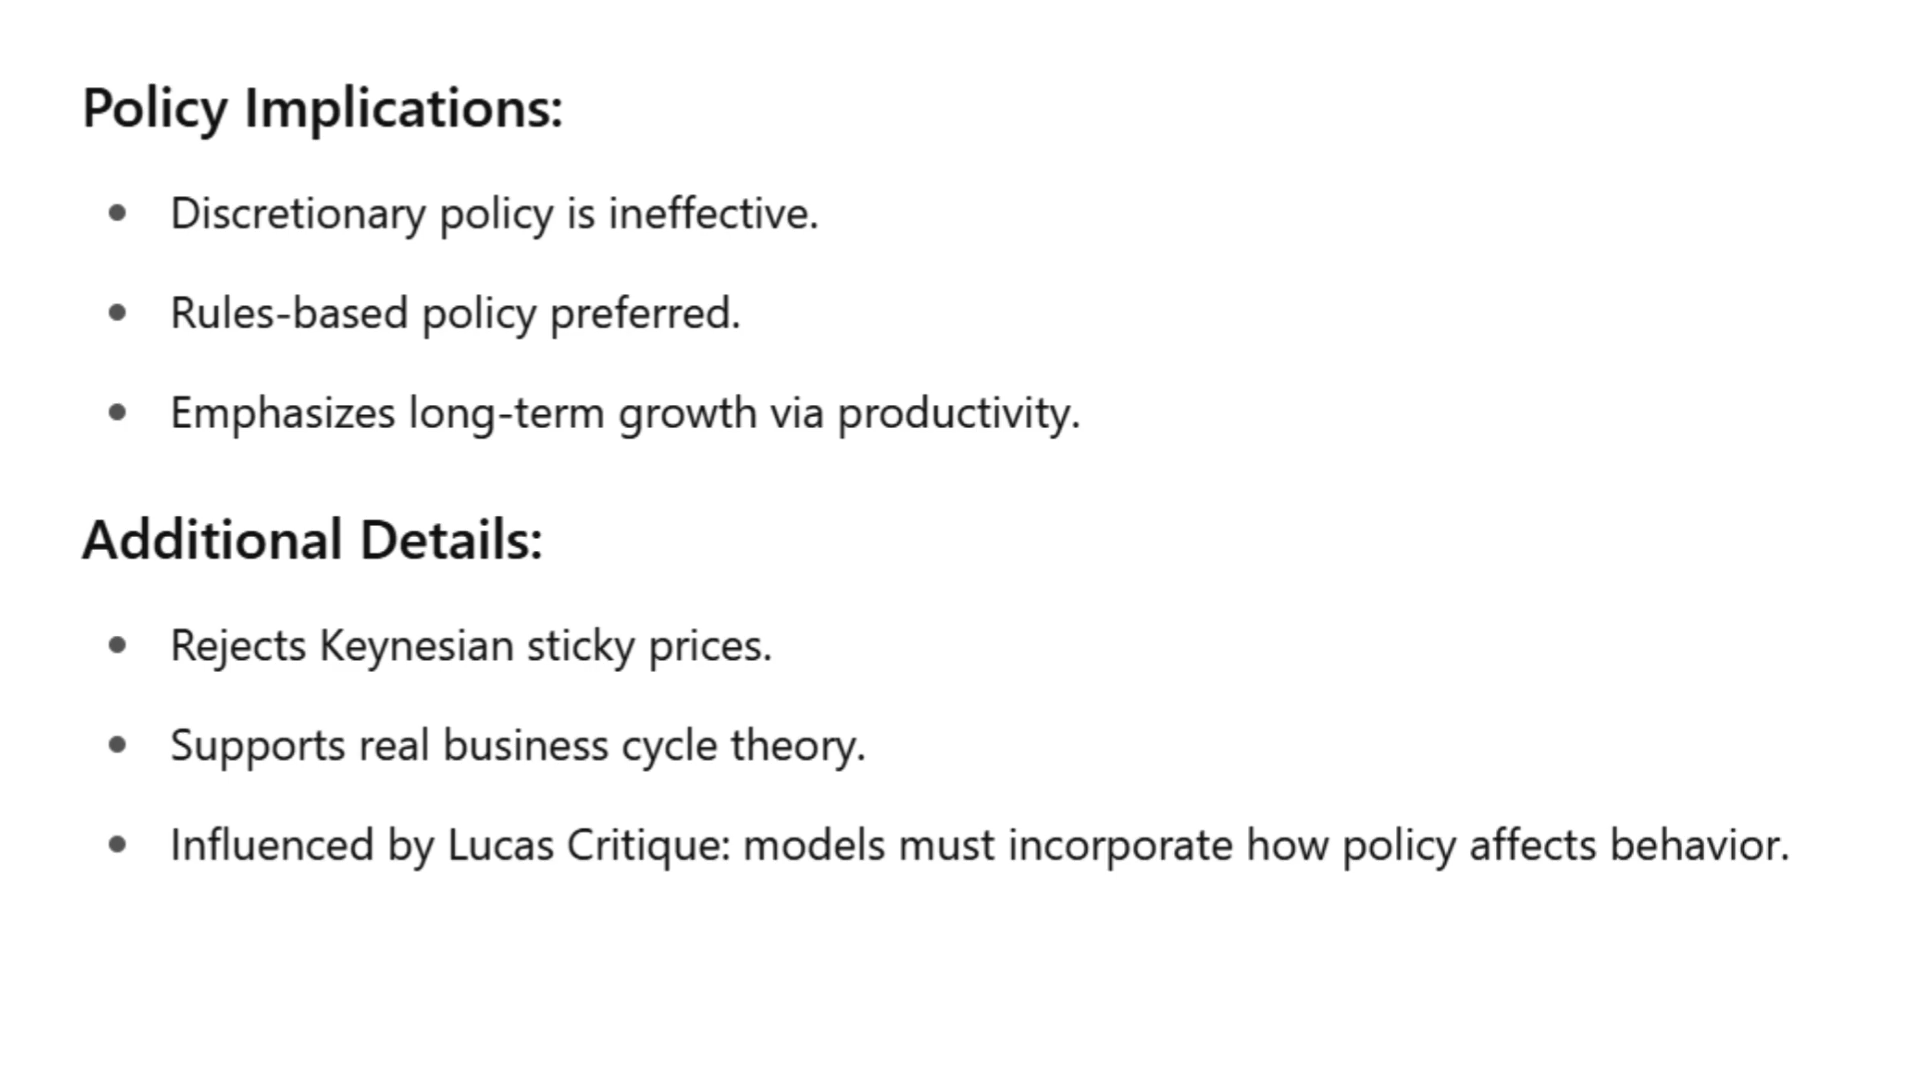 Policy Implications:
Discretionary policy is ineffective.
Rules-based policy preferred.
Emphasizes long-term growth via productivity.
Additional Details:
Rejects Keynesian sticky prices.
Supports real business cycle theory.
Influenced by Lucas Critique: models must incorporate how policy affects behavior.